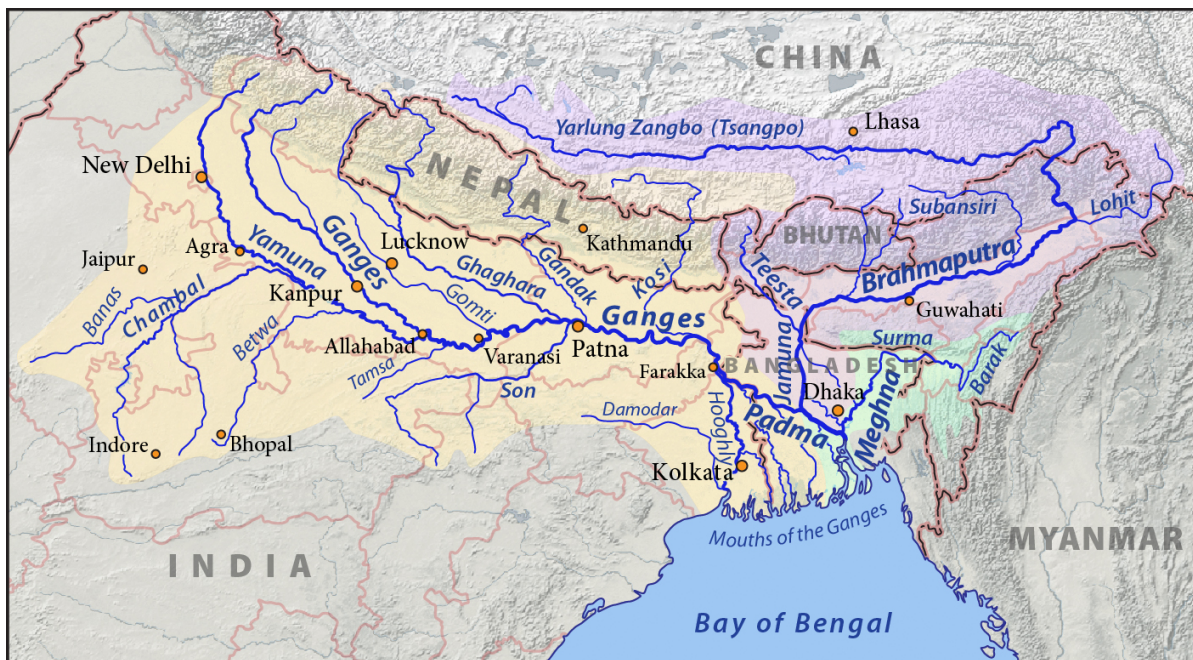 CHINA
Yarlung Zangbo (Tsangpo)
Lhasa
New Delhi
NEPAL
Subansiri
Lohit
BHUTAN
Ganges
Lucknow
Kathmandu
Agra
Yamuna
Jaipur
Ghaghara
Gandak
Kosi
Teesta
Brahmaputra
Banas
Chambal
Kanpur
Gomti
Guwahati
Betwa
Ganges
Allahabad
Varanasi
Patna
Surma
Jamuna
Tamsa
Farakka
BANGLADESH
Barak
Son
Dhaka
Meghna
Damodar
Hooghly
Padma
Indore
Bhopal
Kolkata
Mouths of the Ganges
INDIA
MYANMAR
Bay of Bengal